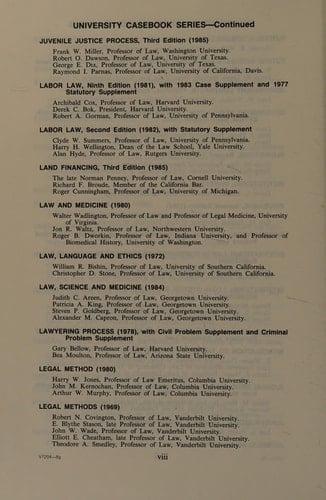 UNIVERSITY CASEBOOK SERIES—Continued
JUVENILE JUSTICE PROCESS, Third Edition (1985)
Frank W. Miller, Professor of Law, Washington University.
Robert O. Dawson, Professor of Law, University of Texas.
George E. Dix, Professor of Law, University of Texas.
Raymond I. Parnas, Professor of Law, University of California, Davis.
LABOR LAW, Ninth Edition (1981), with 1983 Case Supplement and 1977
Statutory Supplement
Archibald Cox, Professor of Law, Harvard University.
Derek C. Bok, President, Harvard University.
Robert A. Gorman, Professor of Law, University of Pennsylvania.
LABOR LAW, Second Edition (1982), with Statutory Supplement
Clyde W. Summers, Professor of Law, University of Pennsylvania.
Harry H. Wellington, Dean of the Law School, Yale University.
Alan Hyde, Professor of Law, Rutgers University.
LAND FINANCING, Third Edition (1985)
The late Norman Penney, Professor of Law, Cornell University.
Richard F. Broude, Member of the California Bar.
Roger Cunningham, Professor of Law, University of Michigan.
LAW AND MEDICINE (1980)
Walter Wadlington, Professor of Law and Professor of Legal Medicine, University
of Virginia.
Jon R. Waltz, Professor of Law, Northwestern University.
Roger B. Dworkin, Professor of Law, Indiana University, and Professor of
Biomedical History, University of Washington.
LAW, LANGUAGE AND ETHICS (1972)
William R. Bishin, Professor of Law, University of Southern California.
Christopher D. Stone, Professor of Law, University of Southern California.
LAW, SCIENCE AND MEDICINE (1984)
Judith C. Areen, Professor of Law, Georgetown University.
Patricia A. King, Professor of Law, Georgetown University.
Steven P. Goldberg, Professor of Law, Georgetown University.
Alexander M. Capron, Professor of Law, Georgetown University.
LAWYERING PROCESS (1978), with Civil Problem Supplement and Criminal
Problem Supplement
Gary Bellow, Professor of Law, Harvard University.
Bea Moulton, Professor of Law, Arizona State University.
LEGAL METHOD (1980)
Harry W. Jones, Professor of Law Emeritus, Columbia University.
John M. Kernochan, Professor of Law, Columbia University.
Arthur W. Murphy, Professor of Law, Columbia University.
LEGAL METHODS (1969)
Robert N. Covington, Professor of Law, Vanderbilt University.
E. Blythe Stason, late Professor of Law, Vanderbilt University.
John W. Wade, Professor of Law, Vanderbilt University.
Elliott E. Cheatham, late Professor of Law, Vanderbilt University.
Theodore A. Smedley, Professor of Law, Vanderbilt University.
viii